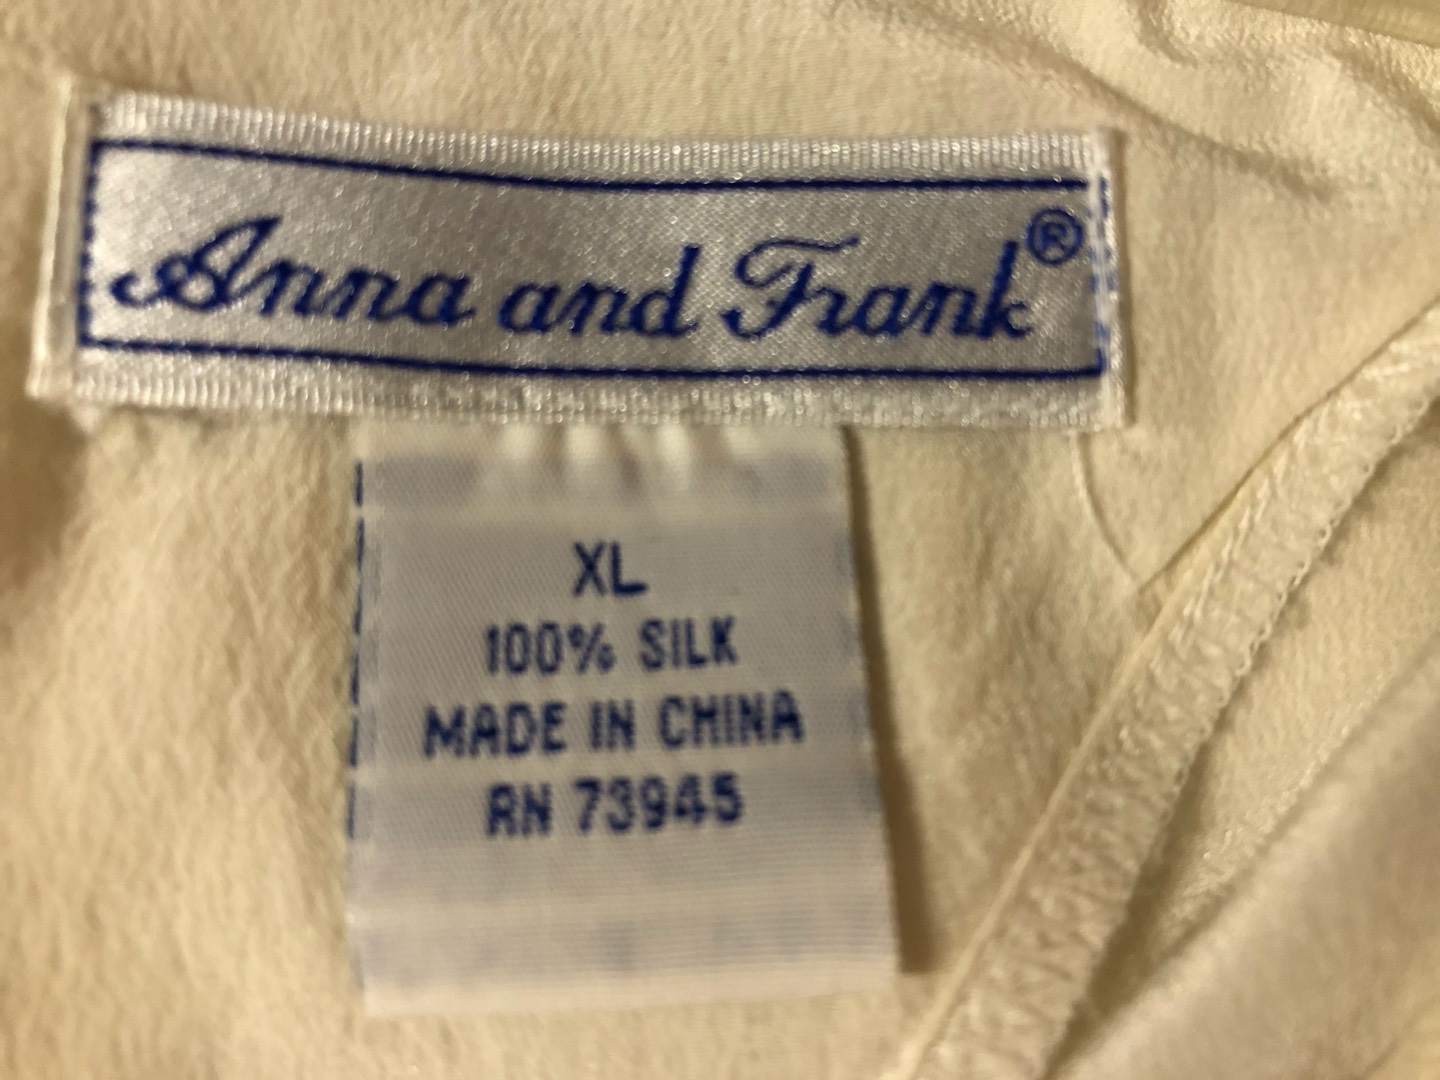 Anna and Frank®
XL
100% SILK
MADE IN CHINA
RN 73945